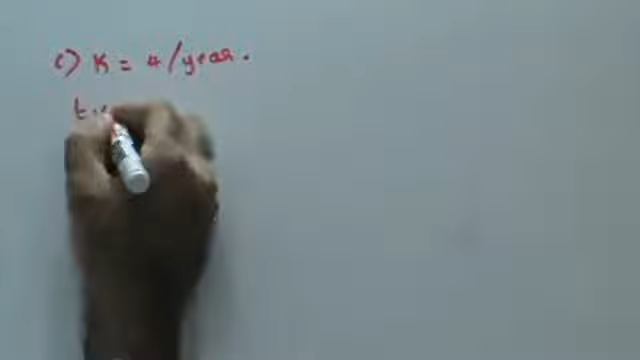 c) K = 4/year.
t